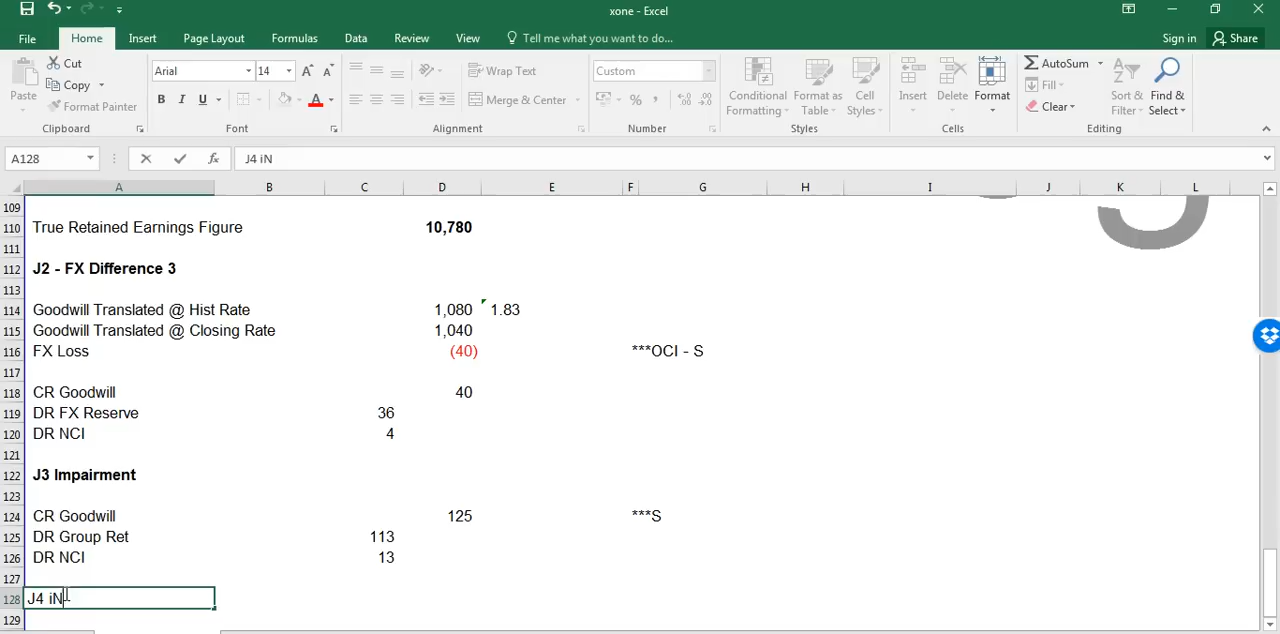 xone - Excel
File Home Insert Page Layout Formulas Data Review View Tell me what you want to do... Sign in Share
Paste Cut Copy Format Painter Clipboard
Arial 14 B I U A Font
Wrap Text Merge & Center Alignment
Custom % , Number
Conditional Formatting Format as Table Cell Styles Styles
Insert Delete Format Cells
AutoSum Fill Clear Sort & Filter Find & Select Editing
A128 fx J4 iN
A B C D E F G H I J K L
109
110 True Retained Earnings Figure 10,780
111
112 J2 - FX Difference 3
113
114 Goodwill Translated @ Hist Rate 1,080 1.83
115 Goodwill Translated @ Closing Rate 1,040
116 FX Loss (40) ***OCI - S
117
118 CR Goodwill 40
119 DR FX Reserve 36
120 DR NCI 4
121
122 J3 Impairment
123
124 CR Goodwill 125 ***S
125 DR Group Ret 113
126 DR NCI 13
127
128 J4 iN
129